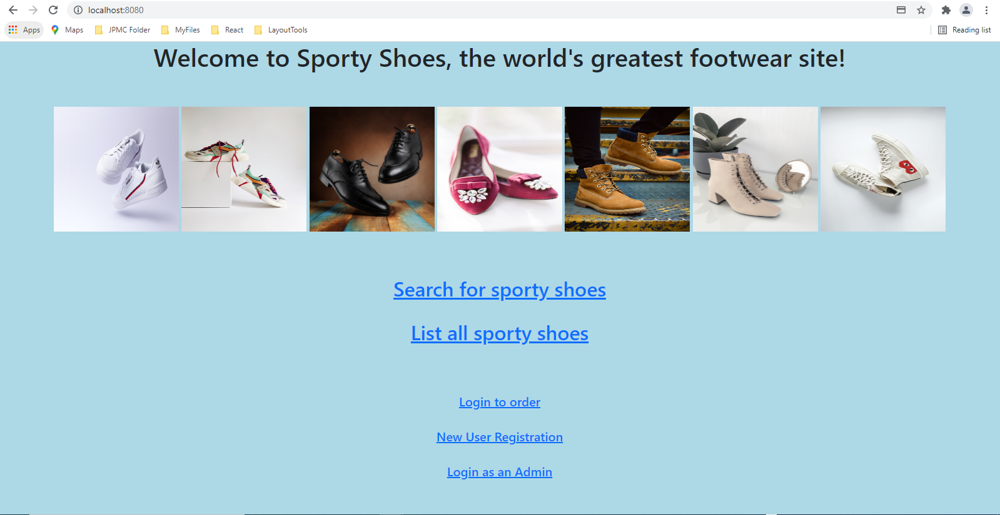 localhost:8080
Apps Maps JPMC Folder MyFiles React LayoutTools Reading list
Welcome to Sporty Shoes, the world's greatest footwear site!
Search for sporty shoes
List all sporty shoes
Login to order
New User Registration
Login as an Admin